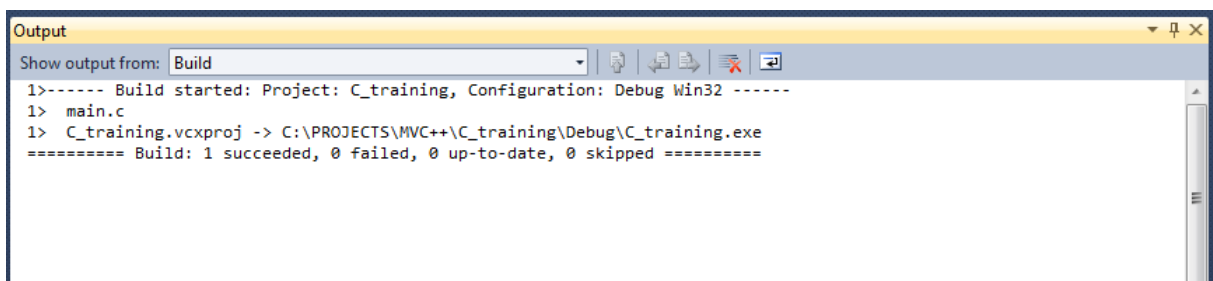 Output
Show output from: Build
1>------ Build started: Project: C_training, Configuration: Debug Win32 ------
1>  main.c
1>  C_training.vcxproj -> C:\PROJECTS\MVC++\C_training\Debug\C_training.exe
========== Build: 1 succeeded, 0 failed, 0 up-to-date, 0 skipped ==========